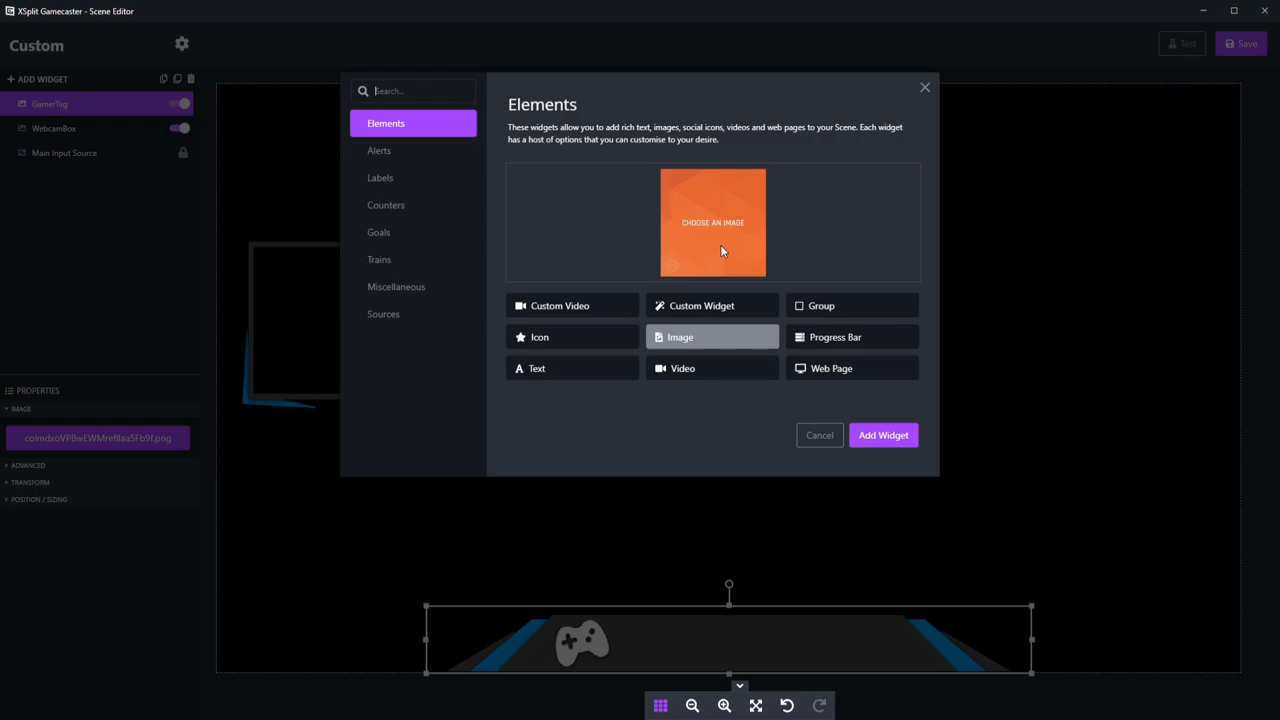 XSplit Gamecaster - Scene Editor
Custom
Test
Save
ADD WIDGET
GamerTag
WebcamBox
Main Input Source
PROPERTIES
IMAGE
ADVANCED
TRANSFORM
POSITION / SIZING
Search...
Elements
Alerts
Labels
Counters
Goals
Trains
Miscellaneous
Sources
Elements
These widgets allow you to add rich text, images, social icons, videos and web pages to your Scene. Each widget
has a host of options that you can customise to your desire.
CHOOSE AN IMAGE
Custom Video
Custom Widget
Group
Icon
Image
Progress Bar
Text
Video
Web Page
Cancel
Add Widget